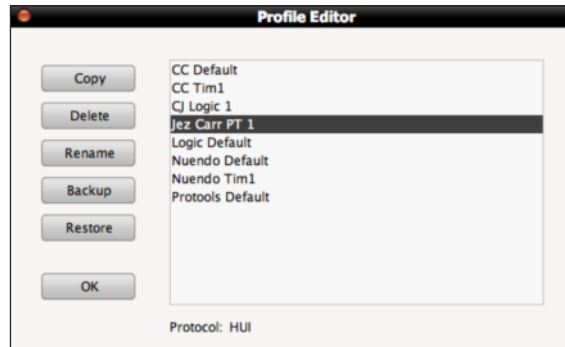 Profile Editor
Copy
Delete
Rename
Backup
Restore
OK
CC Default
CC Tim1
CJ Logic 1
Jez Carr PT 1
Logic Default
Nuendo Default
Nuendo Tim1
Protools Default
Protocol: HUI